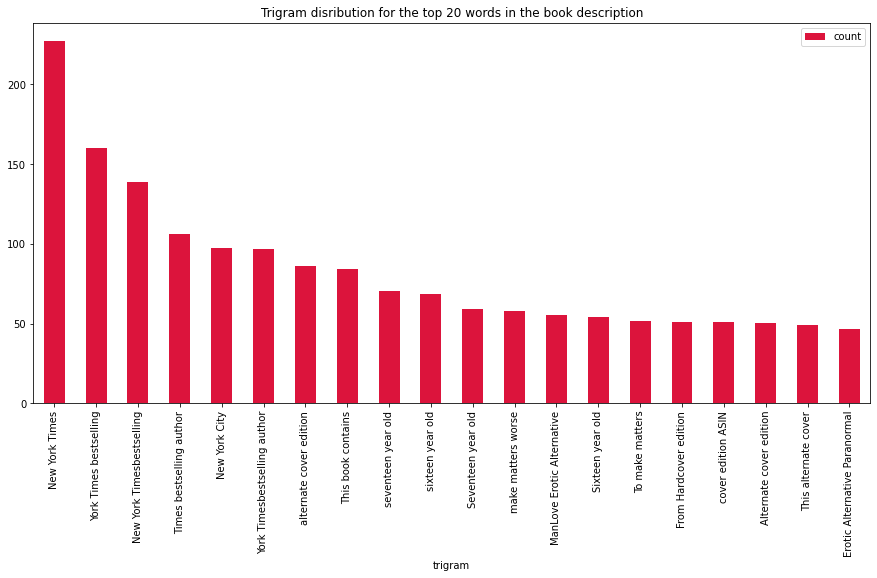 Trigram disribution for the top 20 words in the book description
count
200
150
100
50
0
New York Times
York Times bestselling
New York Timesbestselling
Times bestselling author
New York City
York Timesbestselling author
alternate cover edition
This book contains
seventeen year old
sixteen year old
Seventeen year old
make matters worse
ManLove Erotic Alternative
Sixteen year old
To make matters
From Hardcover edition
cover edition ASIN
Alternate cover edition
This alternate cover
Erotic Alternative Paranormal
trigram